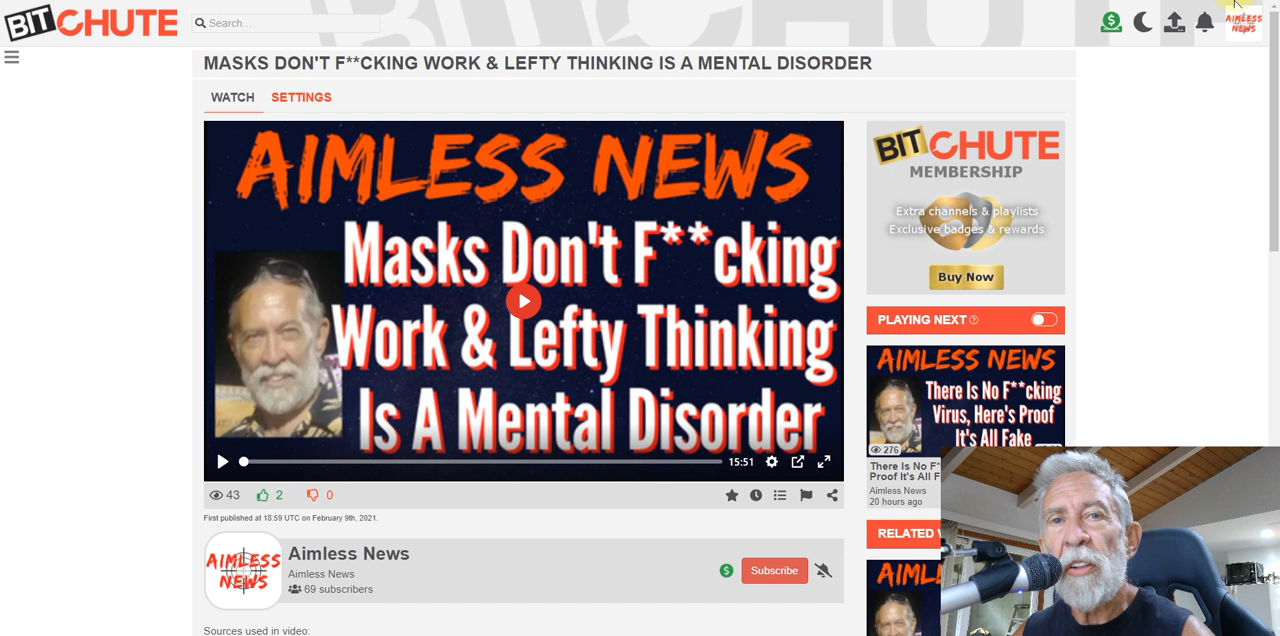 BITCHUTE
Search...
AIMLESS NEWS
MASKS DON'T F**CKING WORK & LEFTY THINKING IS A MENTAL DISORDER
WATCH
SETTINGS
AIMLESS NEWS
Masks Don't F**cking
Work & Lefty Thinking
Is A Mental Disorder
15:51
43
2
0
First published at 18:59 UTC on February 9th, 2021.
AIMLESS
NEWS
Aimless News
Aimless News
69 subscribers
Subscribe
Sources used in video:
BITCHUTE
MEMBERSHIP
Extra channels & playlists
Exclusive badges & rewards
Buy Now
PLAYING NEXT
AIMLESS NEWS
There Is No F**cking
Virus, Here's Proof
It's All Fake
276
There Is No F*
Proof It's All F
Aimless News
20 hours ago
RELATED
AIML